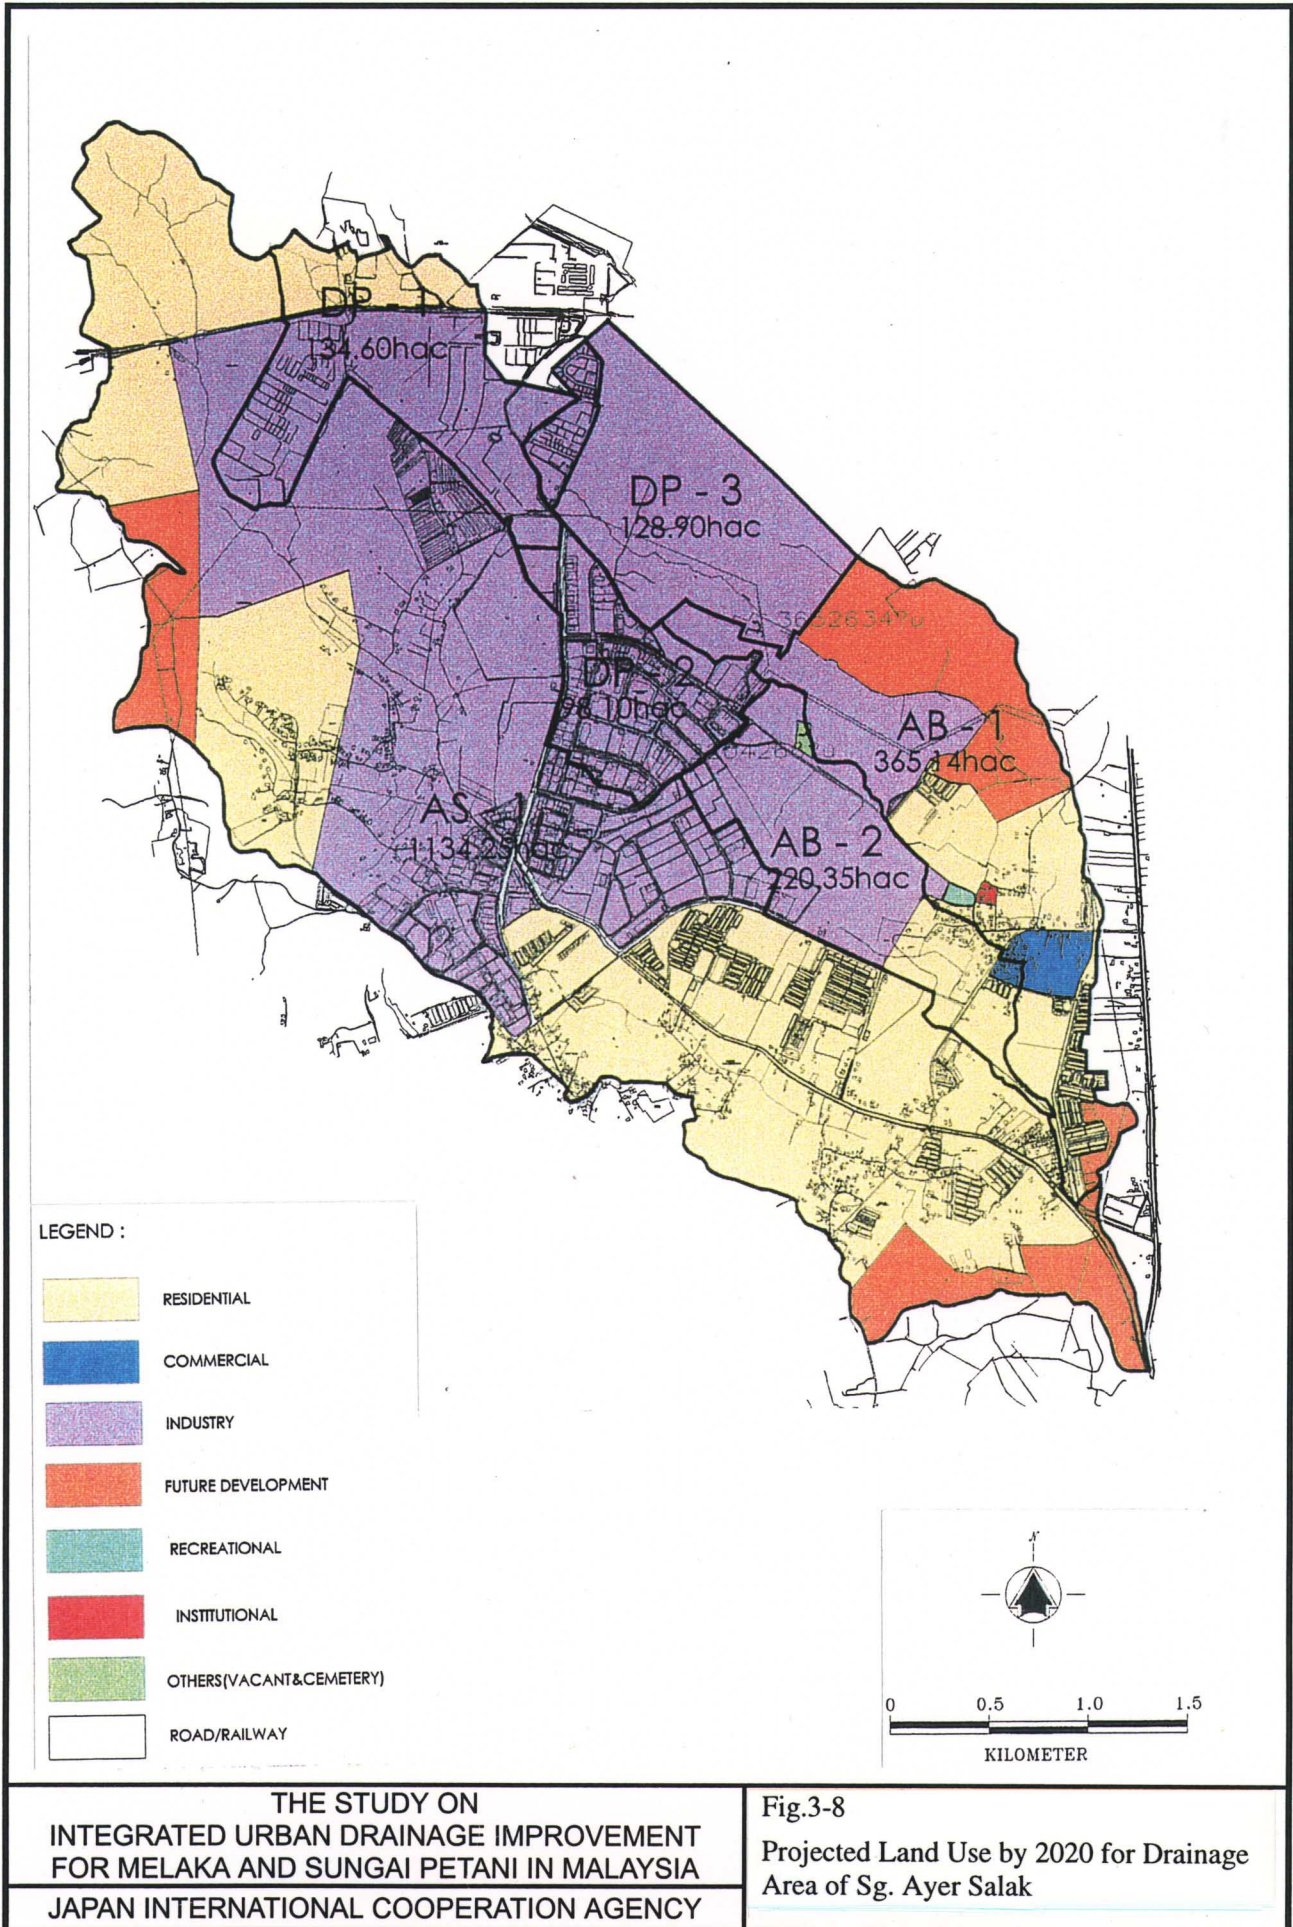 DP - 1
134.60hac
DP - 3
128.90hac
DP - 2
98.10hac
AB - 1
365.14hac
AS - 1
1134.25hac
AB - 2
220.35hac
LEGEND :
RESIDENTIAL
COMMERCIAL
INDUSTRY
FUTURE DEVELOPMENT
RECREATIONAL
INSTITUTIONAL
OTHERS(VACANT&CEMETERY)
ROAD/RAILWAY
N
0 0.5 1.0 1.5
KILOMETER
THE STUDY ON
INTEGRATED URBAN DRAINAGE IMPROVEMENT
FOR MELAKA AND SUNGAI PETANI IN MALAYSIA
JAPAN INTERNATIONAL COOPERATION AGENCY
Fig.3-8
Projected Land Use by 2020 for Drainage
Area of Sg. Ayer Salak